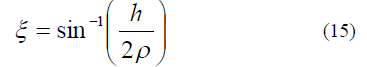 ξ = sin⁻¹(h / 2ρ) (15)